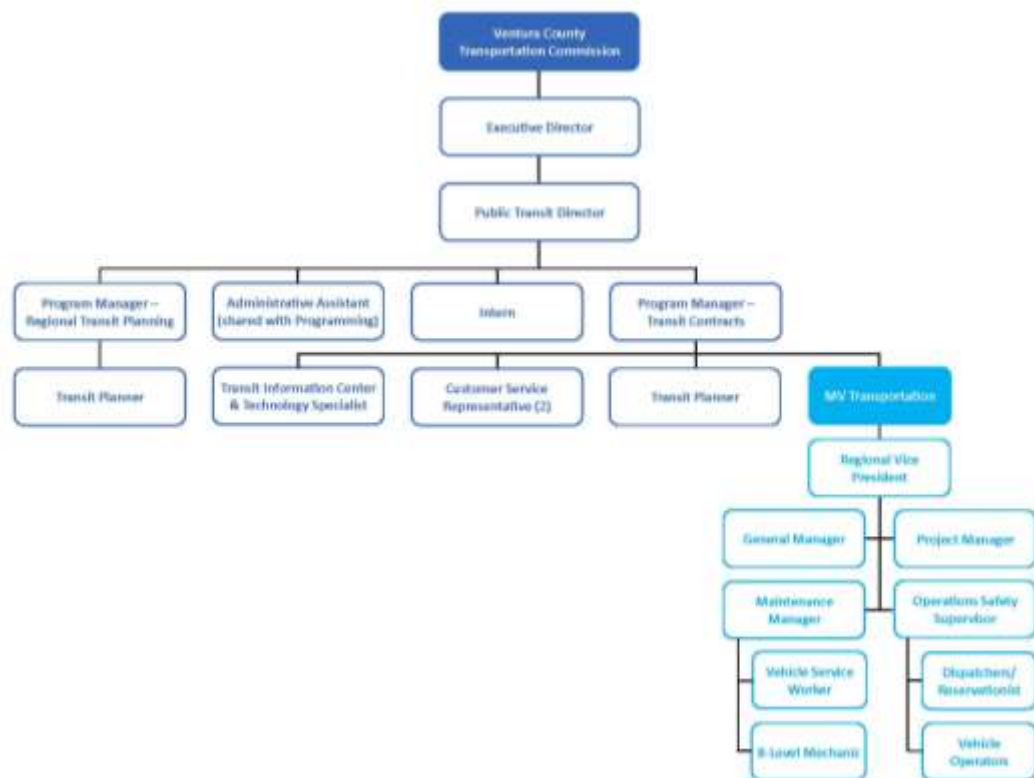 Ventura County
Transportation Commission
Executive Director
Public Transit Director
Program Manager –
Regional Transit Planning
Administrative Assistant
(shared with Programming)
Intern
Program Manager –
Transit Contracts
Transit Planner
Transit Information Center
& Technology Specialist
Customer Service
Representative (2)
Transit Planner
MV Transportation
Regional Vice
President
General Manager
Project Manager
Maintenance
Manager
Operations Safety
Supervisor
Vehicle Service
Worker
Dispatchers/
Reservationist
B-Level Mechanic
Vehicle
Operators